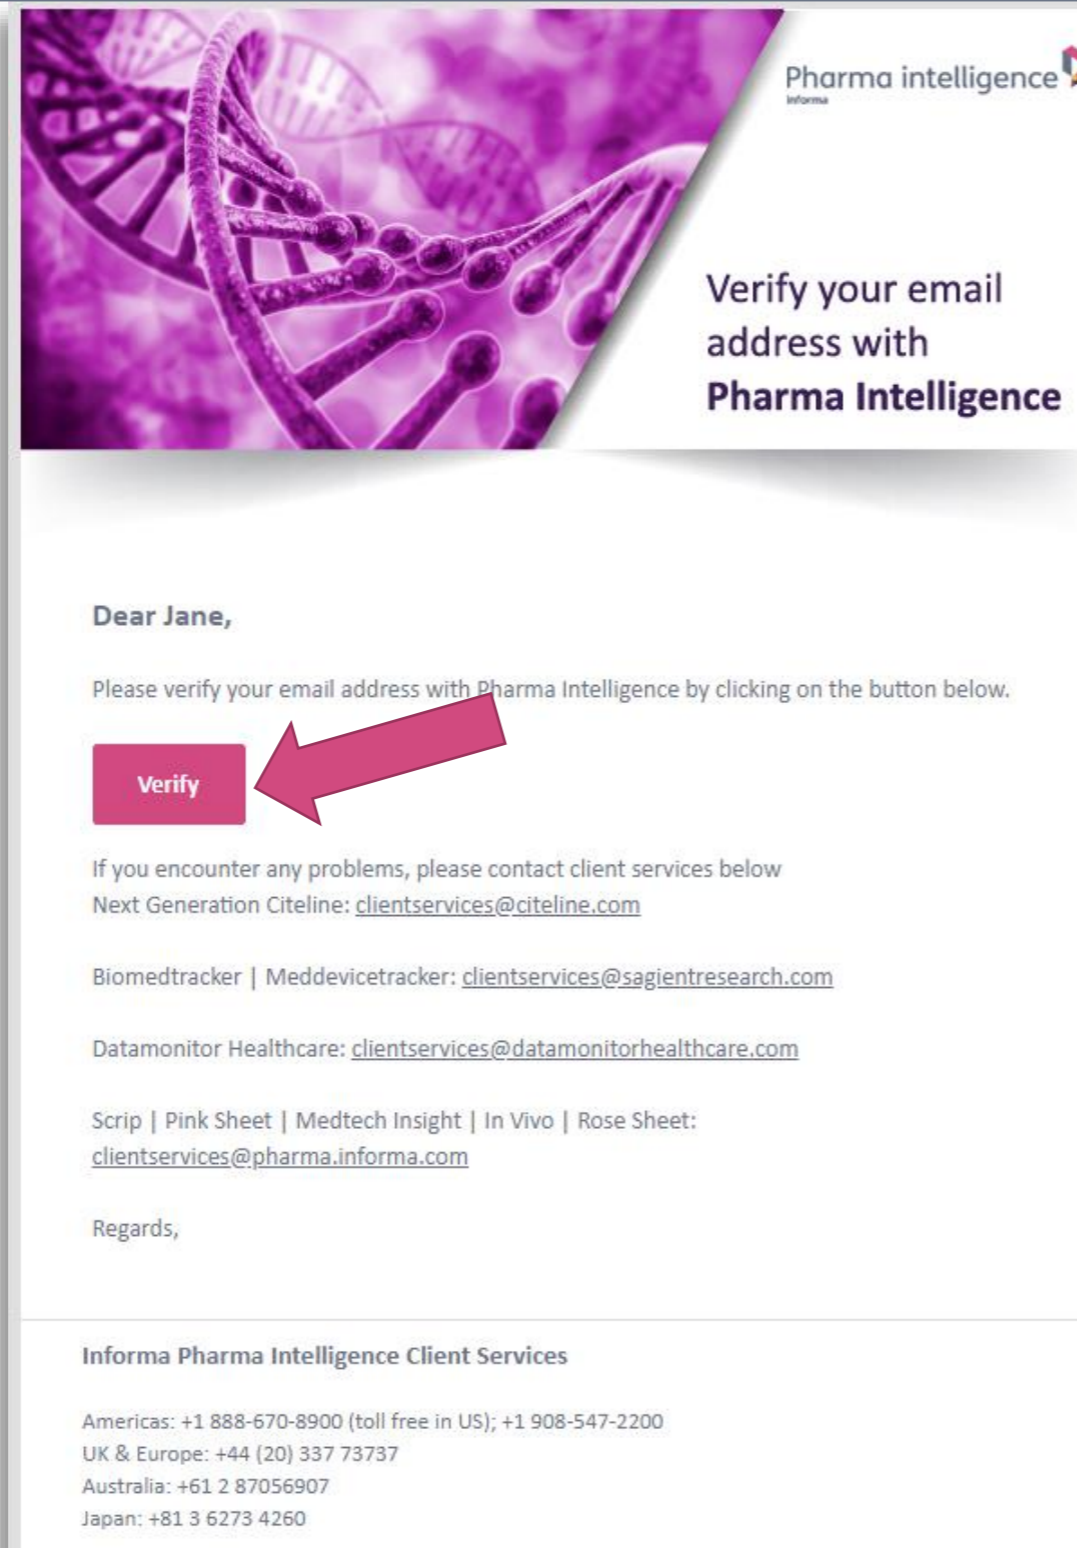 Pharma intelligence
informa
Verify your email
address with
Pharma Intelligence
Dear Jane,
Please verify your email address with Pharma Intelligence by clicking on the button below.
Verify
If you encounter any problems, please contact client services below
Next Generation Citeline: clientservices@citeline.com
Biomedtracker | Meddevicetracker: clientservices@sagientresearch.com
Datamonitor Healthcare: clientservices@datamonitorhealthcare.com
Scrip | Pink Sheet | Medtech Insight | In Vivo | Rose Sheet:
clientservices@pharma.informa.com
Regards,
Informa Pharma Intelligence Client Services
Americas: +1 888-670-8900 (toll free in US); +1 908-547-2200
UK & Europe: +44 (20) 337 73737
Australia: +61 2 87056907
Japan: +81 3 6273 4260